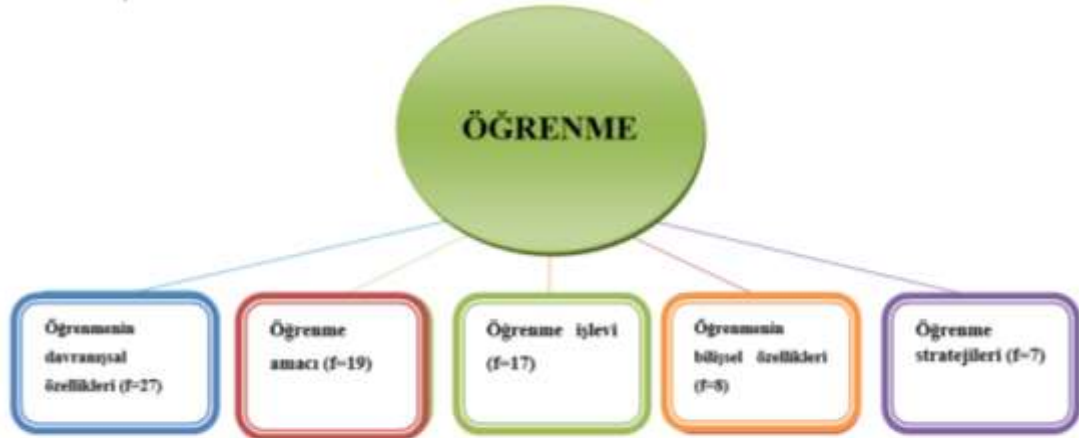 ÖĞRENME
Öğrenmenin
davranışsal
özellikleri (f=27)
Öğrenme
amacı (f=19)
Öğrenme işlevi
(f=17)
Öğrenmenin
bilişsel özellikleri
(f=8)
Öğrenme
stratejileri (f=7)